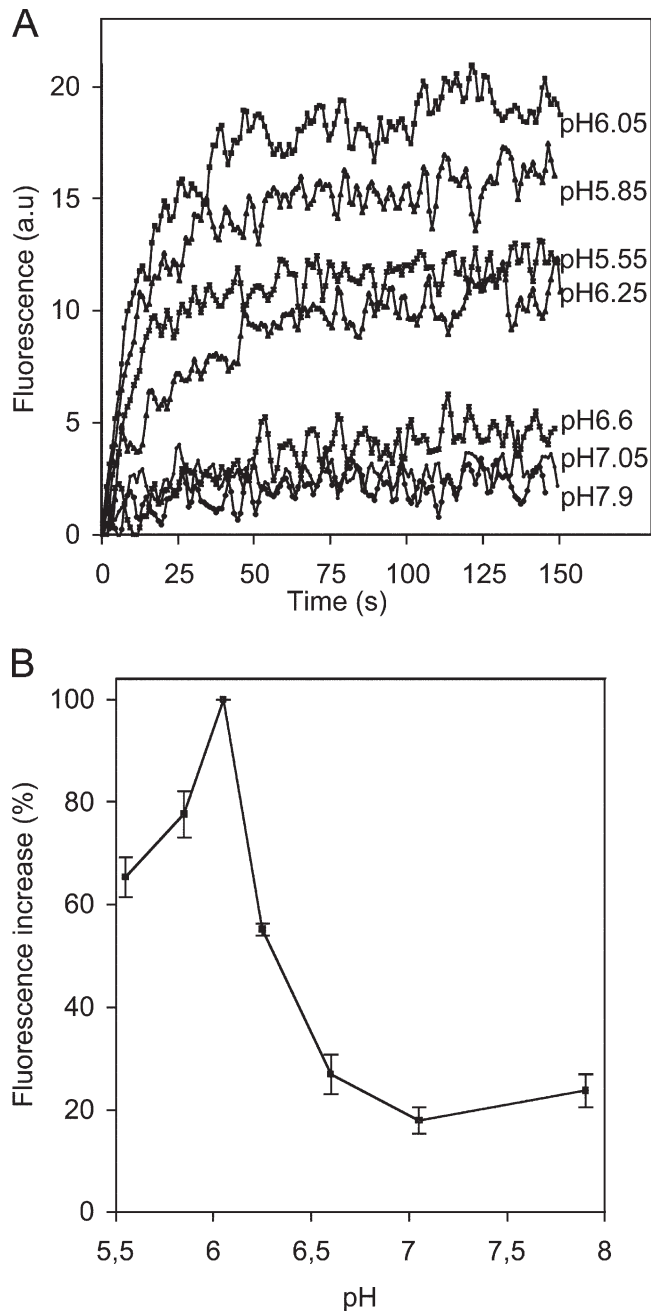 A
Fluorescence (a.u)
20
15
10
5
0
pH6.05
pH5.85
pH5.55
pH6.25
pH6.6
pH7.05
pH7.9
0 25 50 75 100 125 150
Time (s)
B
Fluorescence increase (%)
100
80
60
40
20
0
5,5 6 6,5 7 7,5 8
pH